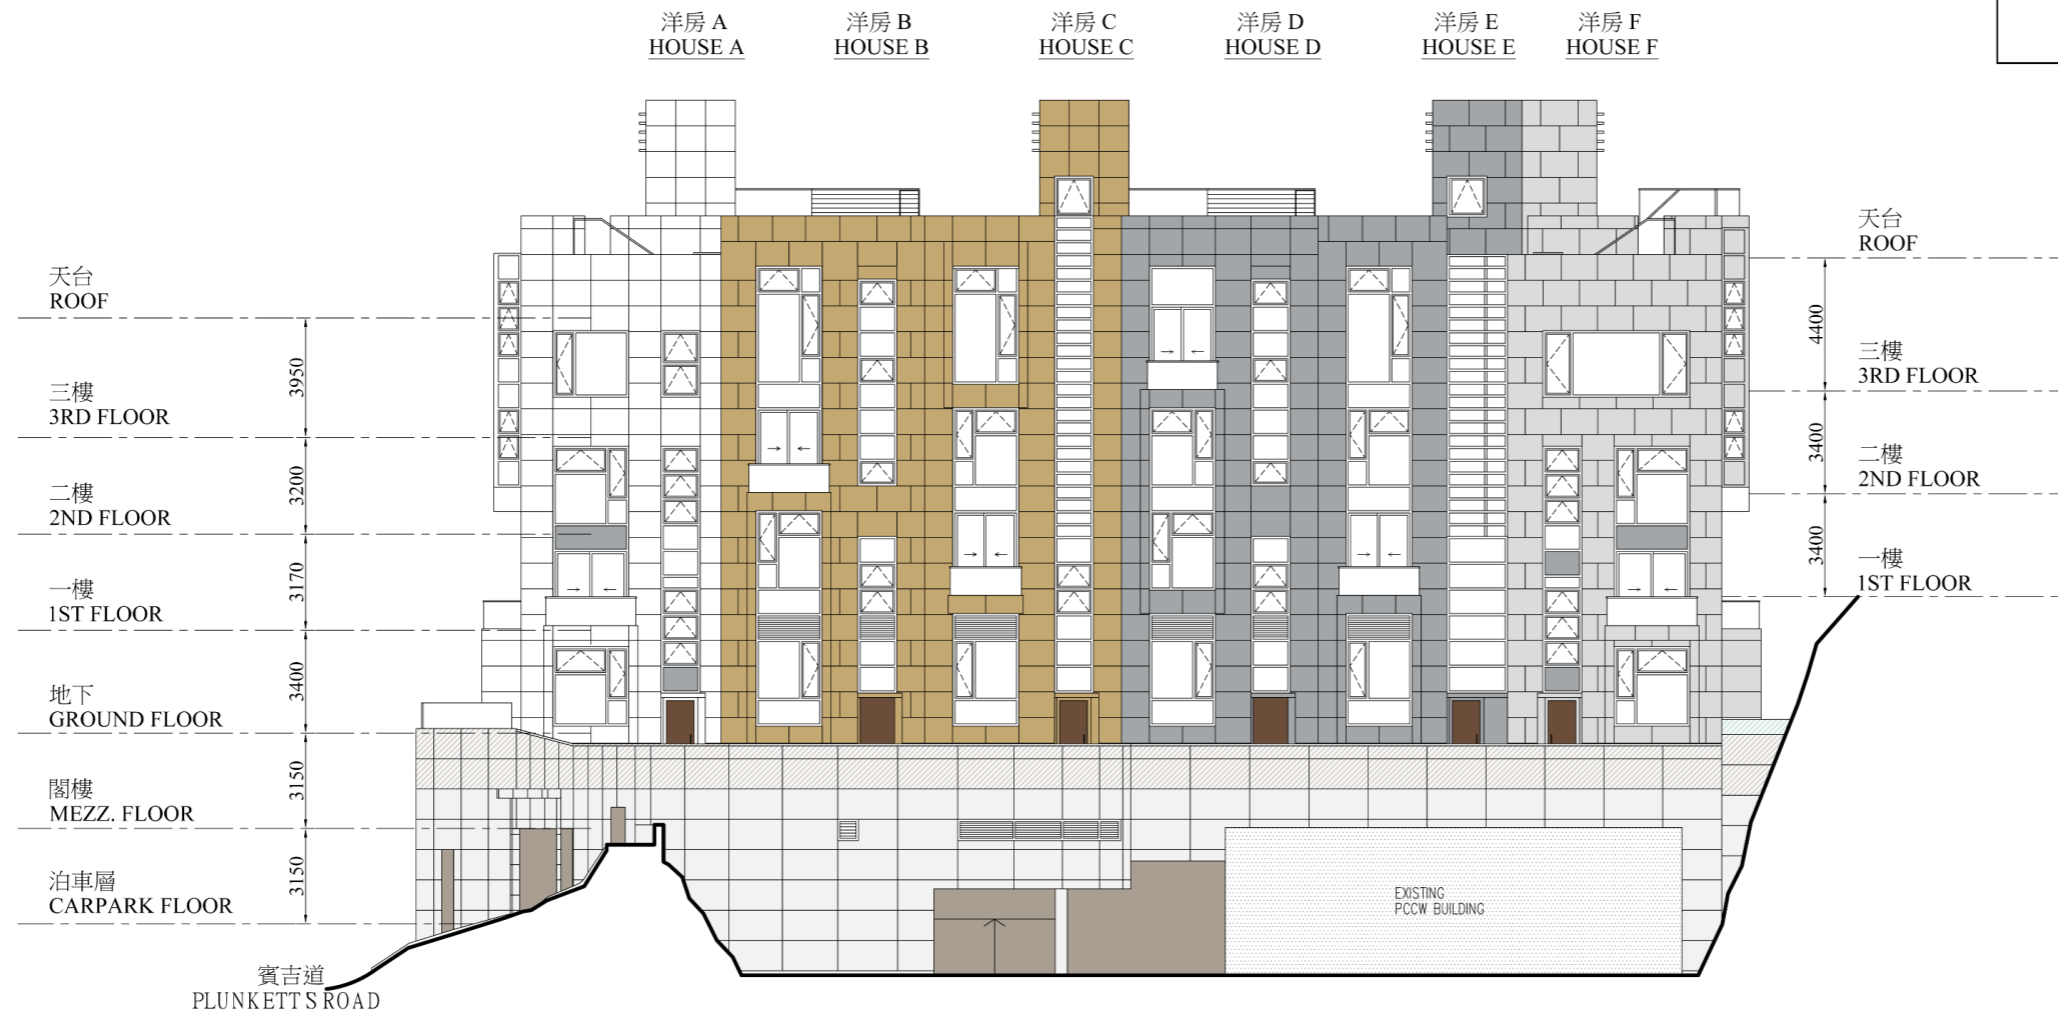 洋房 A
HOUSE A
洋房 B
HOUSE B
洋房 C
HOUSE C
洋房 D
HOUSE D
洋房 E
HOUSE E
洋房 F
HOUSE F
天台
ROOF
3950
三樓
3RD FLOOR
3200
二樓
2ND FLOOR
3170
一樓
1ST FLOOR
3400
地下
GROUND FLOOR
3150
閣樓
MEZZ. FLOOR
3150
泊車層
CARPARK FLOOR
賓吉道
PLUNKETTS ROAD
天台
ROOF
4400
三樓
3RD FLOOR
3400
二樓
2ND FLOOR
3400
一樓
1ST FLOOR
EXISTING
PCCW BUILDING